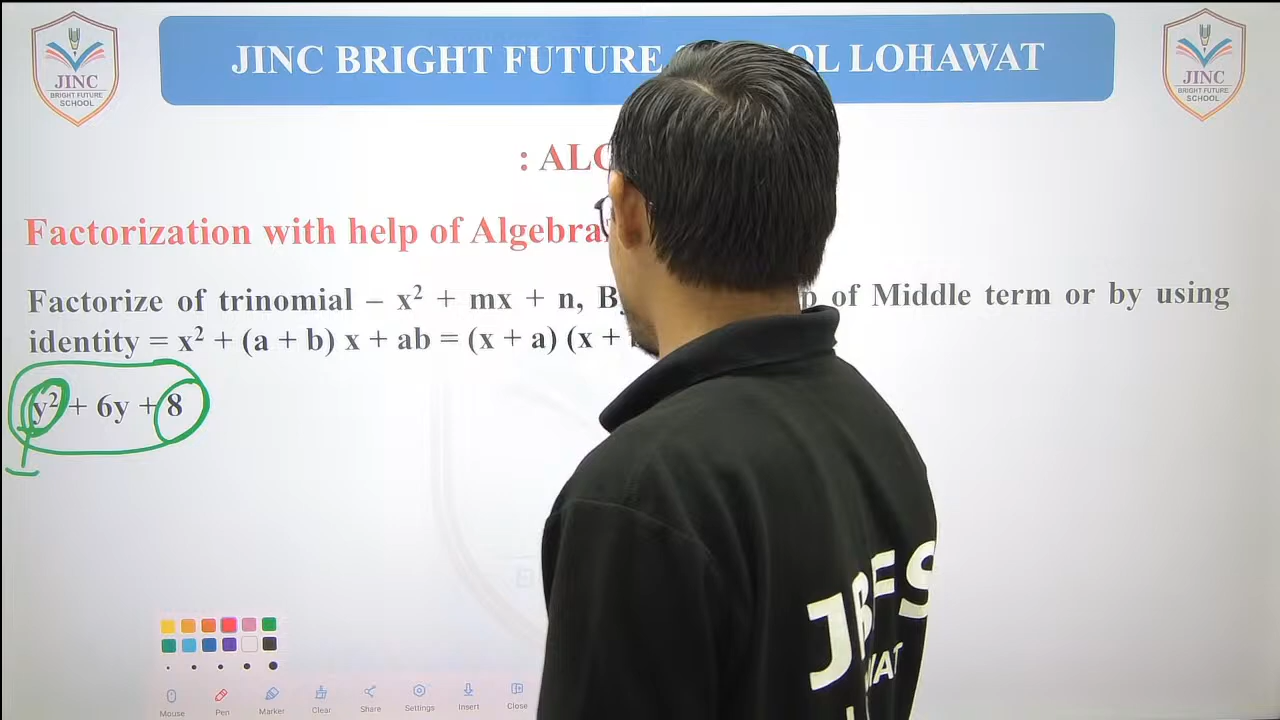 JINC BRIGHT FUTURE LOHAWAT
JINC
BRIGHT FUTURE
SCHOOL
JINC
BRIGHT FUTURE
SCHOOL
: ALG
Factorization with help of Algebra
Factorize of trinomial – x² + mx + n, of Middle term or by using
identity = x² + (a + b) x + ab = (x + a) (x +
y² + 6y + 8
JBFS
Mouse
Pen
Marker
Clear
Share
Settings
Insert
Close